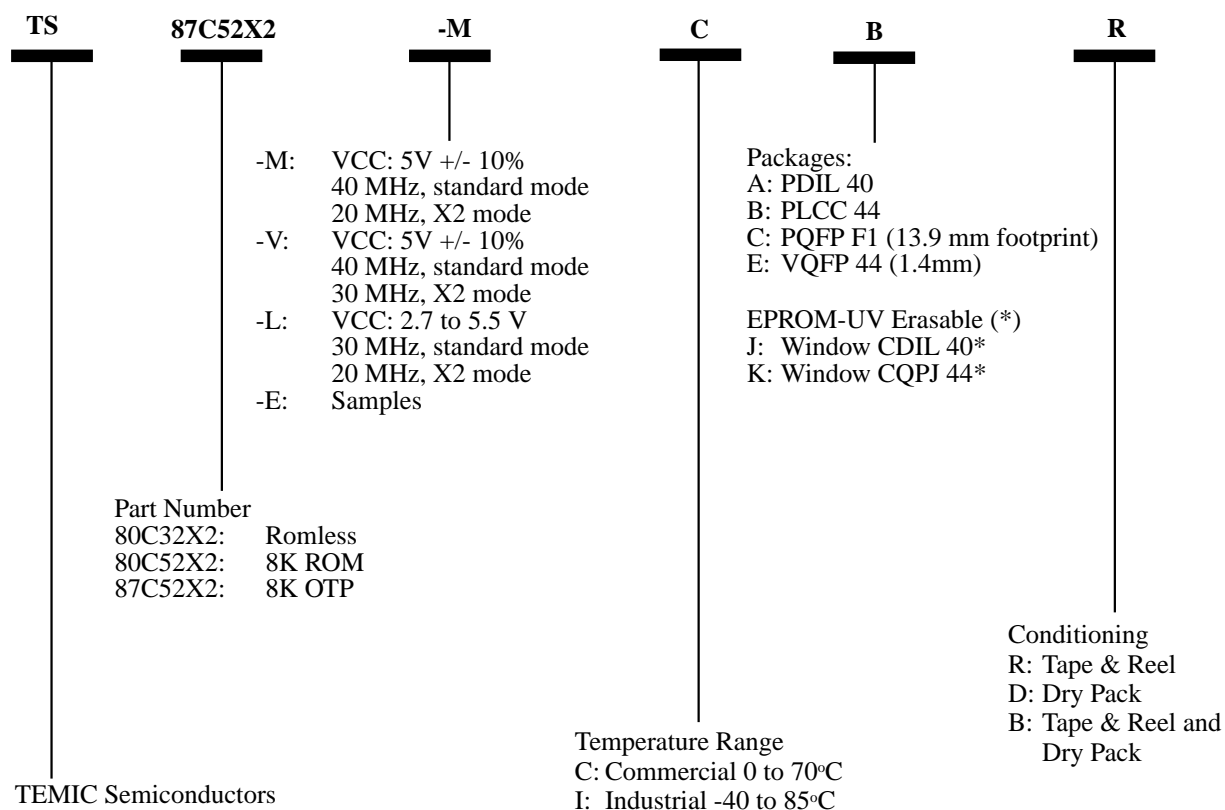 TS 87C52X2 -M C B R
-M: VCC: 5V +/- 10%
40 MHz, standard mode
20 MHz, X2 mode
-V: VCC: 5V +/- 10%
40 MHz, standard mode
30 MHz, X2 mode
-L: VCC: 2.7 to 5.5 V
30 MHz, standard mode
20 MHz, X2 mode
-E: Samples
Packages:
A: PDIL 40
B: PLCC 44
C: PQFP F1 (13.9 mm footprint)
E: VQFP 44 (1.4mm)
EPROM-UV Erasable (*)
J: Window CDIL 40*
K: Window CQPJ 44*
Part Number
80C32X2: Romless
80C52X2: 8K ROM
87C52X2: 8K OTP
Conditioning
R: Tape & Reel
D: Dry Pack
B: Tape & Reel and
Dry Pack
Temperature Range
C: Commercial 0 to 70oC
I: Industrial -40 to 85oC
TEMIC Semiconductors